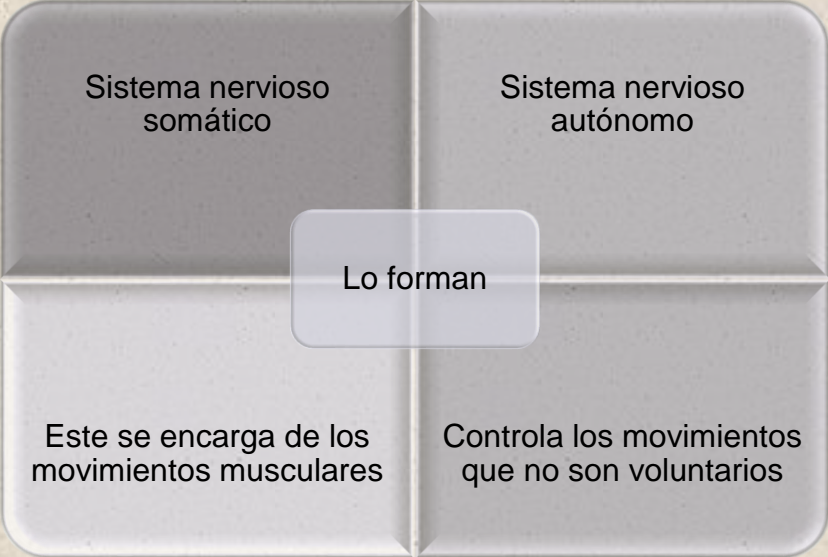 Sistema nervioso
somático
Sistema nervioso
autónomo
Lo forman
Este se encarga de los
movimientos musculares
Controla los movimientos
que no son voluntarios